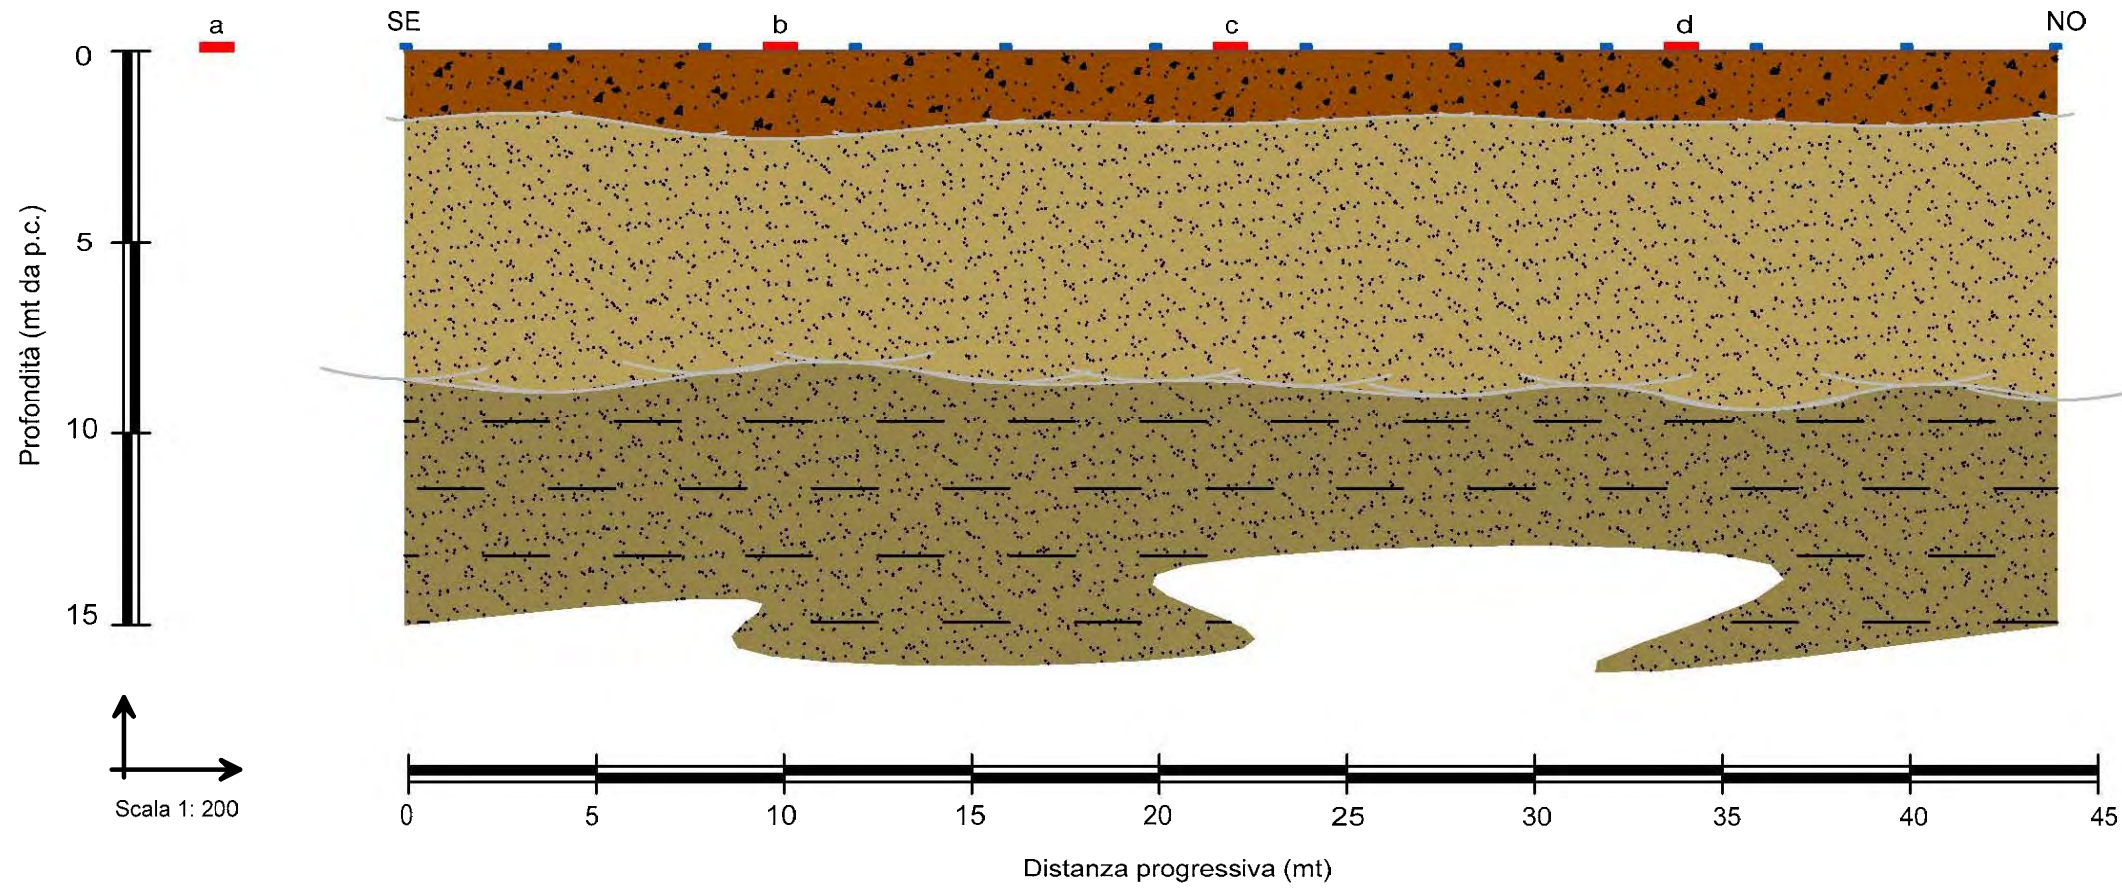 a
SE
b
c
d
NO
0
5
10
15
Profondità (mt da p.c.)
Scala 1: 200
0 5 10 15 20 25 30 35 40 45
Distanza progressiva (mt)